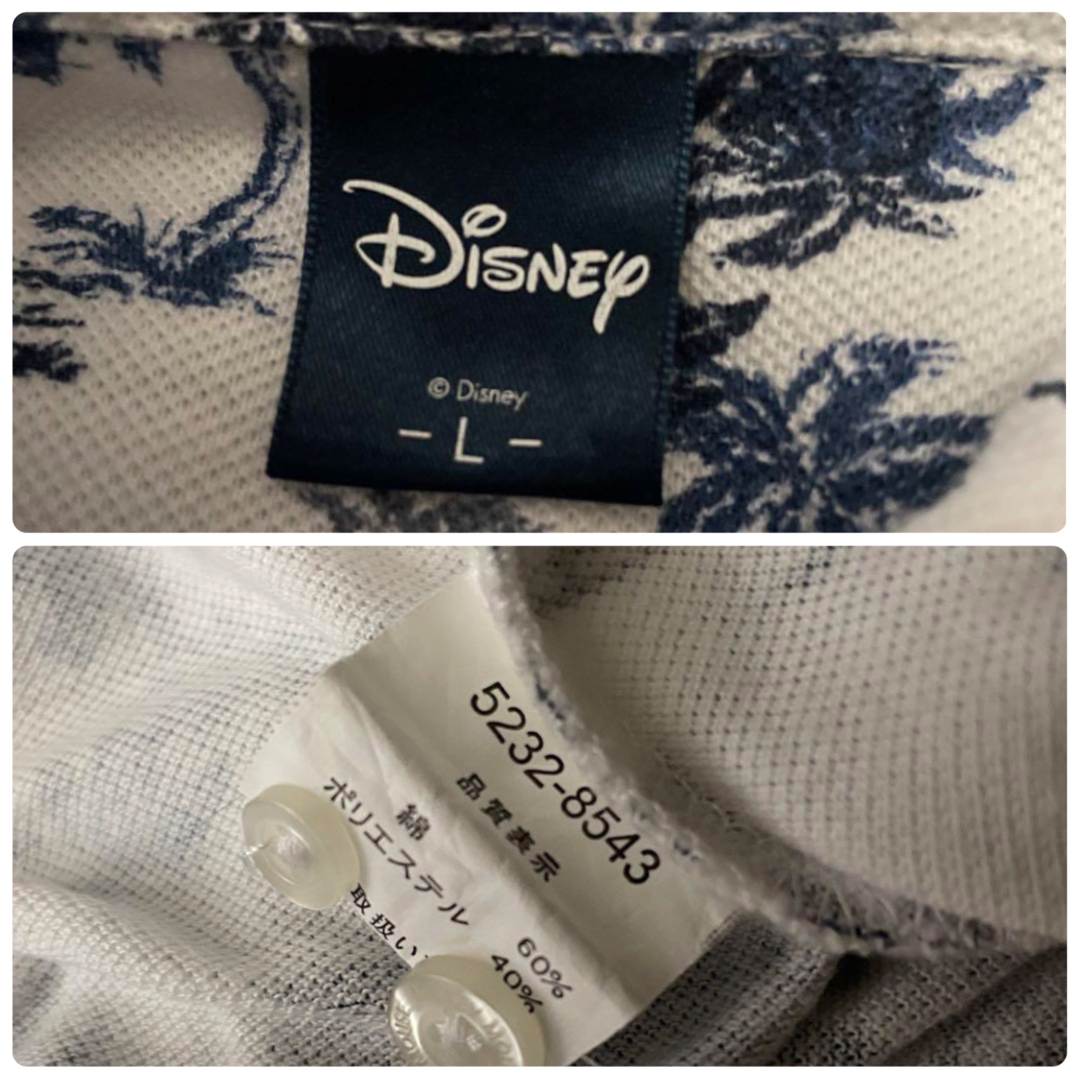 Disney
© Disney
- L -
5232-8543
品質表示
綿 60%
ポリエステル 40%
取扱い